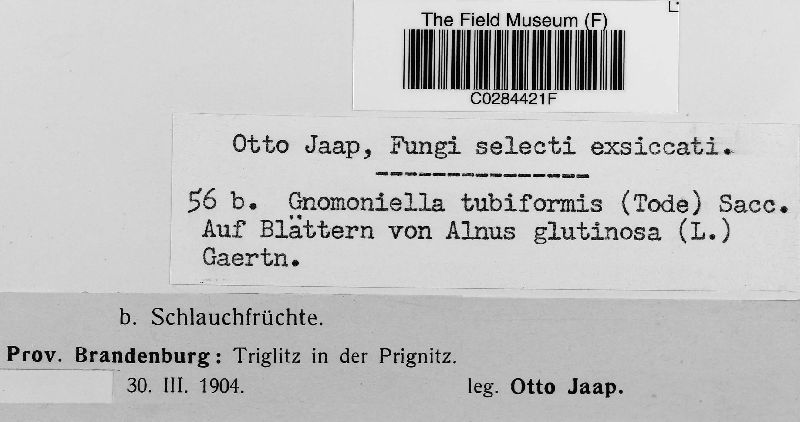 The Field Museum (F)
C0284421F
Otto Jaap, Fungi selecti exsiccati.
56 b. Gnomoniella tubiformis (Tode) Sacc.
Auf Blättern von Alnus glutinosa (L.)
Gaertn.
b. Schlauchfrüchte.
Prov. Brandenburg: Triglitz in der Prignitz.
30. III. 1904. leg. Otto Jaap.